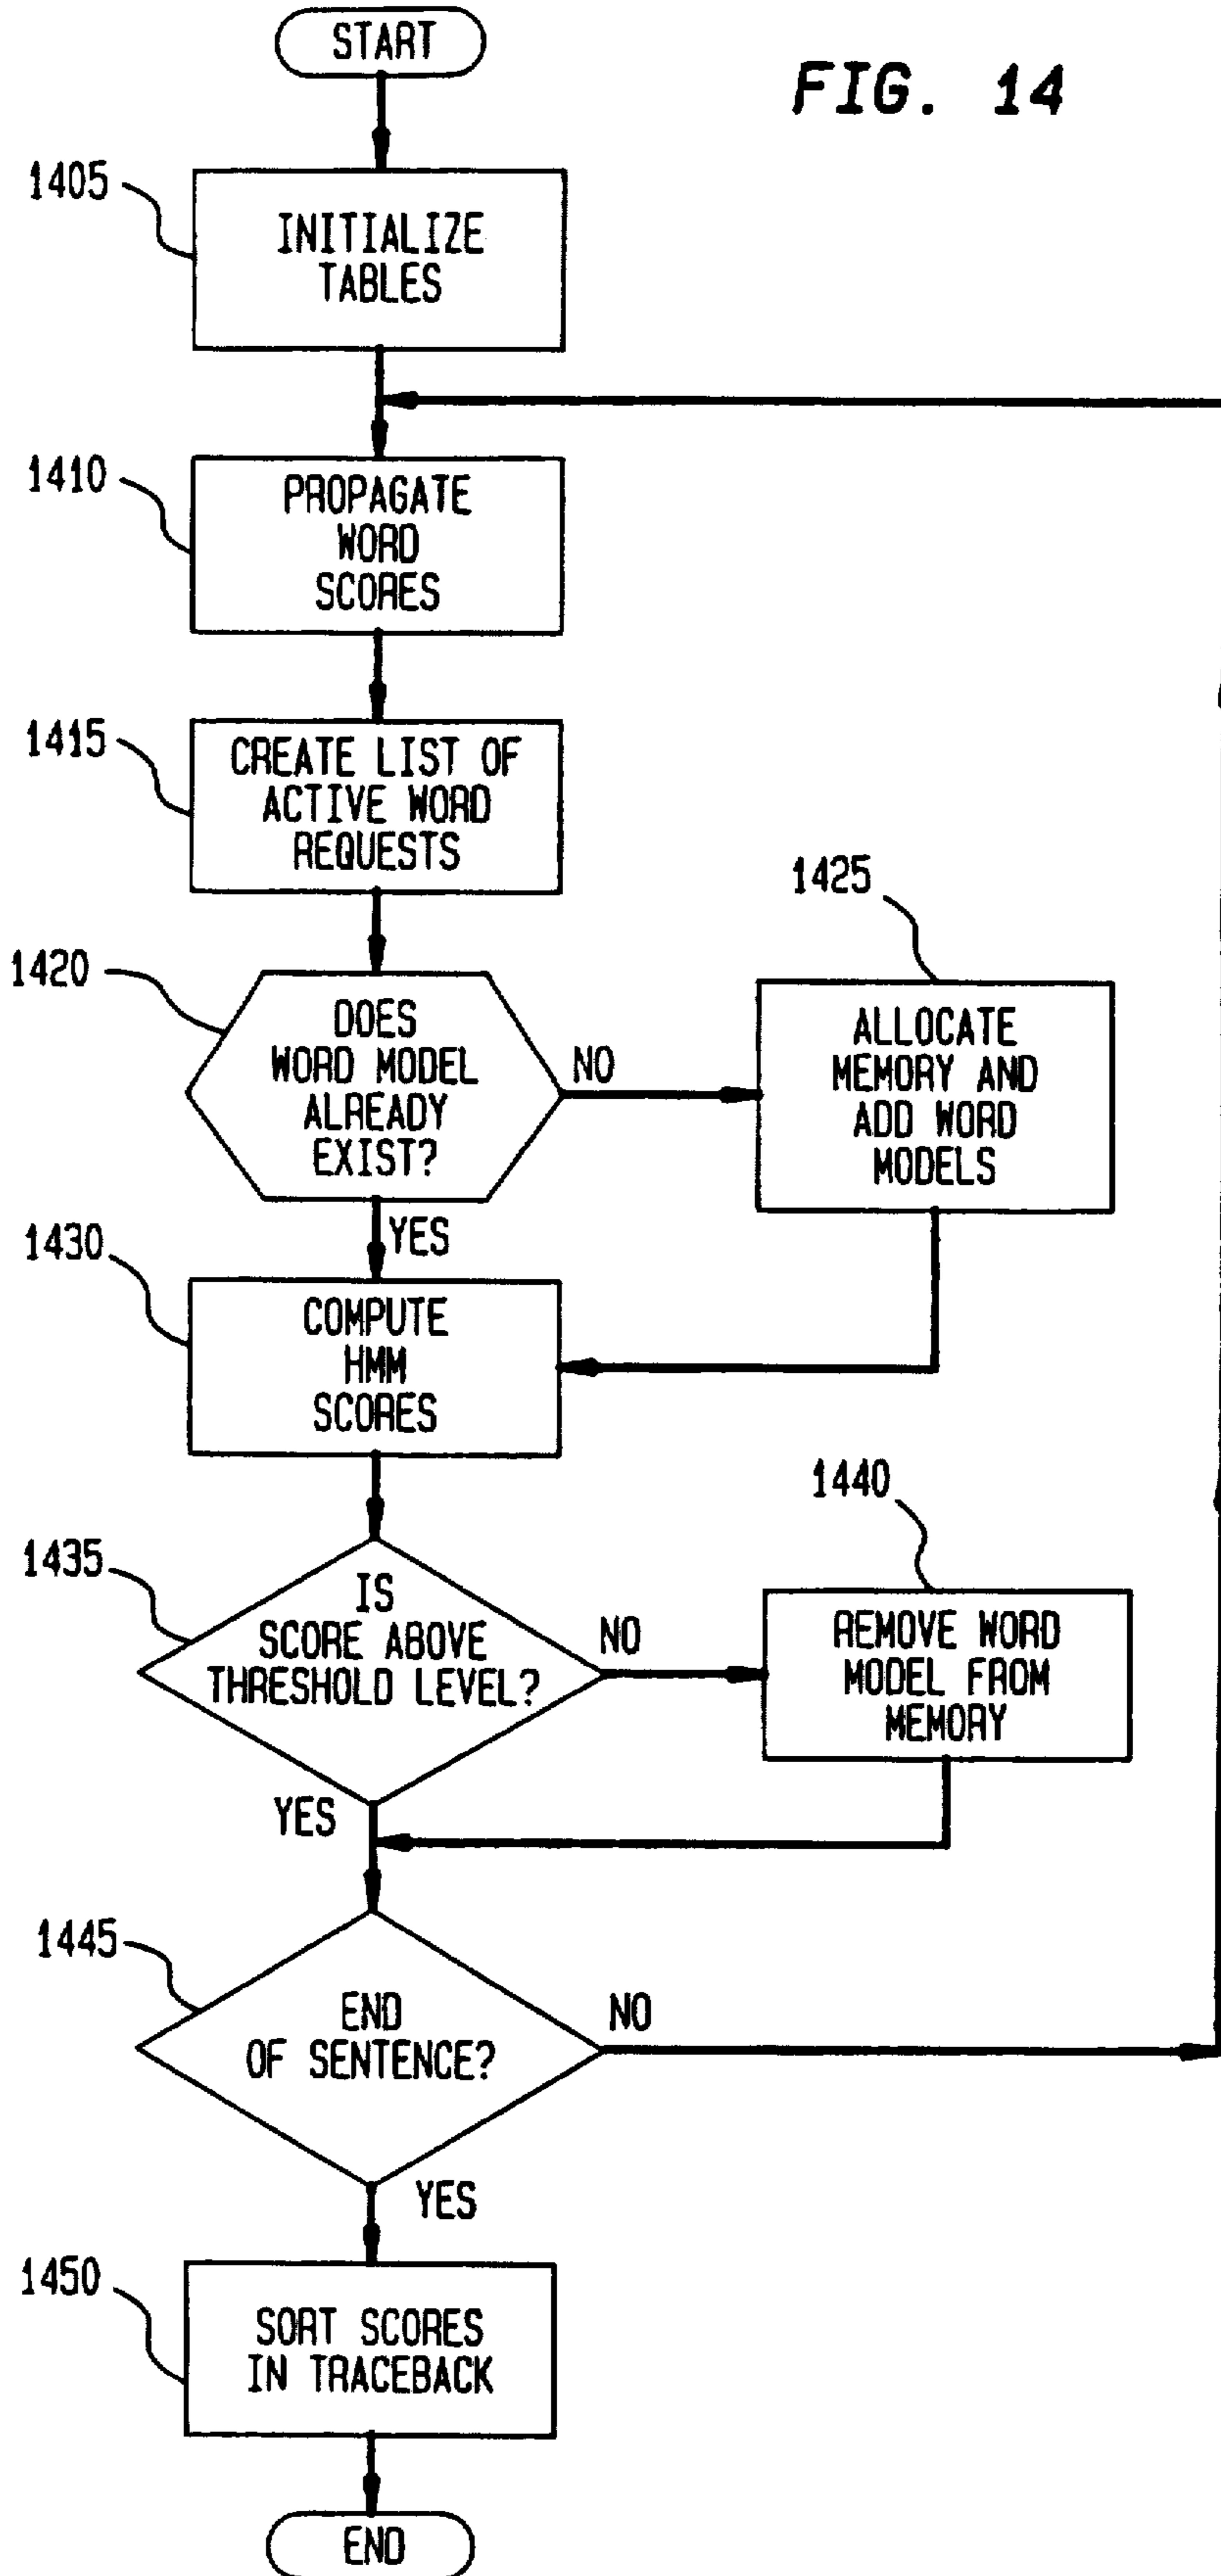 START
FIG. 14
1405
INITIALIZE
TABLES
1410
PROPAGATE
WORD
SCORES
1415
CREATE LIST OF
ACTIVE WORD
REQUESTS
1420
DOES
WORD MODEL
ALREADY
EXIST?
NO
1425
ALLOCATE
MEMORY AND
ADD WORD
MODELS
YES
1430
COMPUTE
HMM
SCORES
1435
IS
SCORE ABOVE
THRESHOLD LEVEL?
NO
1440
REMOVE WORD
MODEL FROM
MEMORY
YES
1445
END
OF SENTENCE?
NO
YES
1450
SORT SCORES
IN TRACEBACK
END